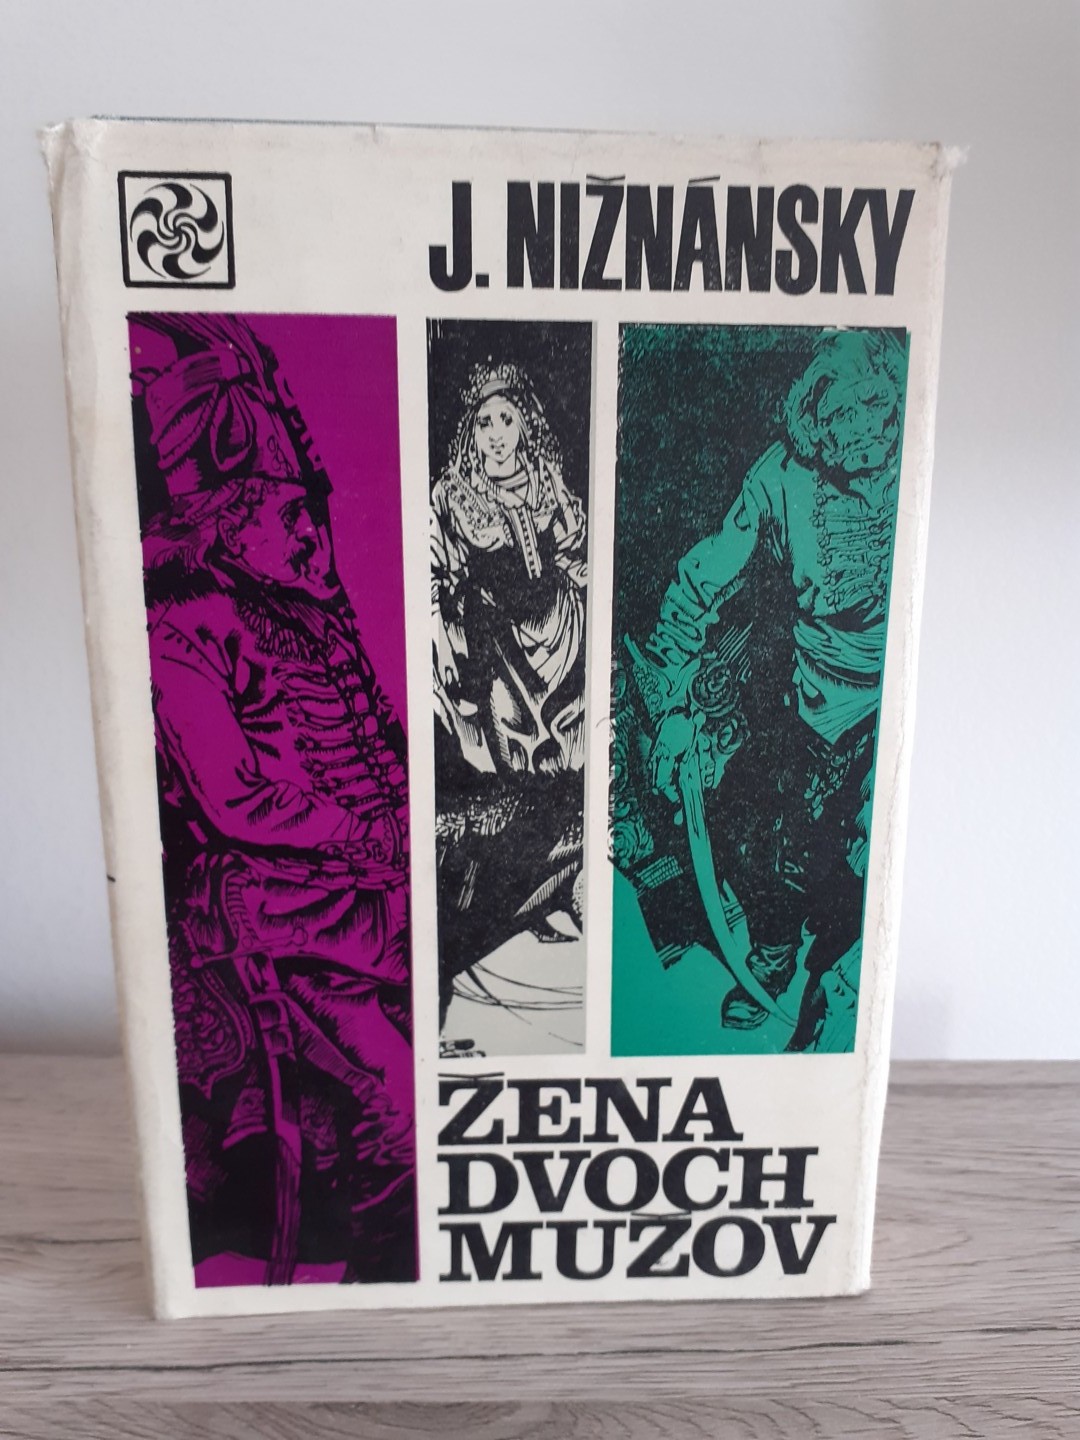 J. NIŽNÁNSKY
ŽENA
DVOCH
MUŽOV